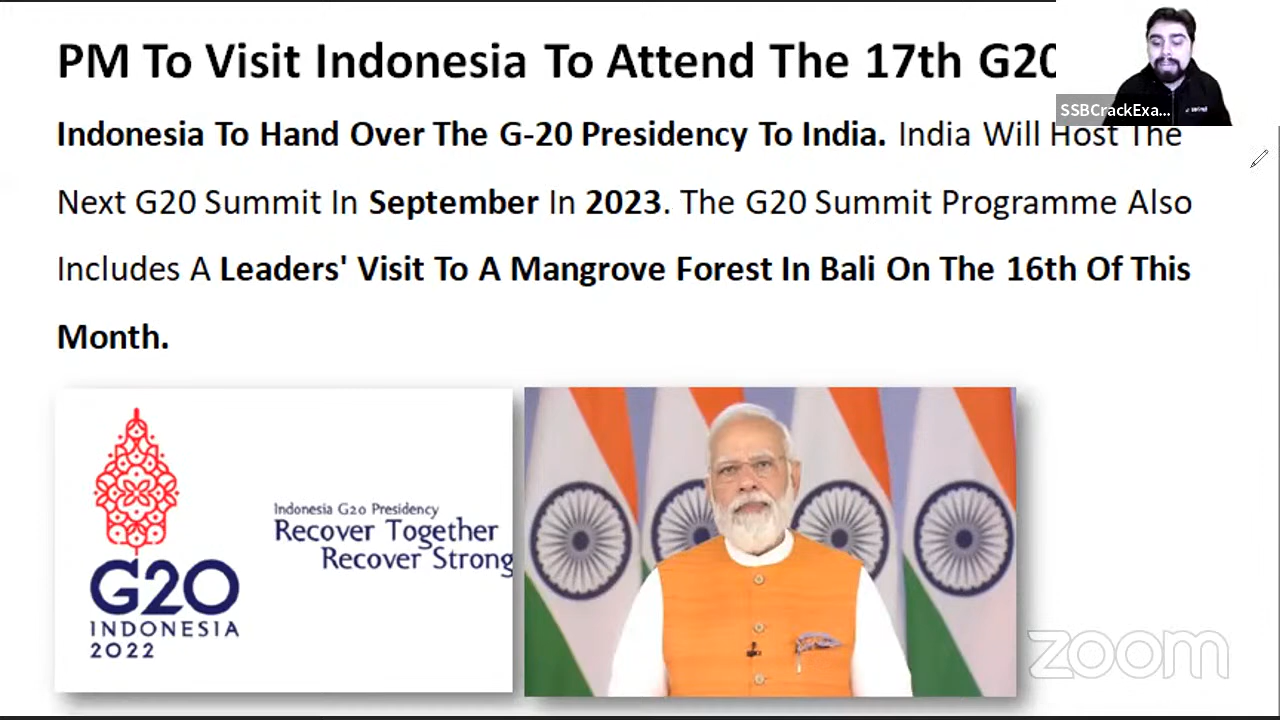 PM To Visit Indonesia To Attend The 17th G20
SSBCrackExa...
Indonesia To Hand Over The G-20 Presidency To India. India Will Host The
Next G20 Summit In September In 2023. The G20 Summit Programme Also
Includes A Leaders' Visit To A Mangrove Forest In Bali On The 16th Of This
Month.
G20
INDONESIA
2022
Indonesia G20 Presidency
Recover Together
Recover Strong
zoom